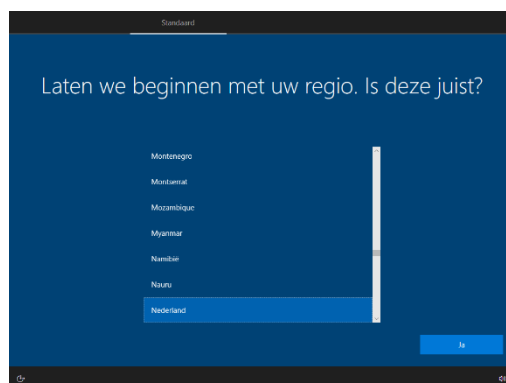 Standaard
Laten we beginnen met uw regio. Is deze juist?
Montenegro
Montserrat
Mozambique
Myanmar
Namibië
Nauru
Nederland
Ja